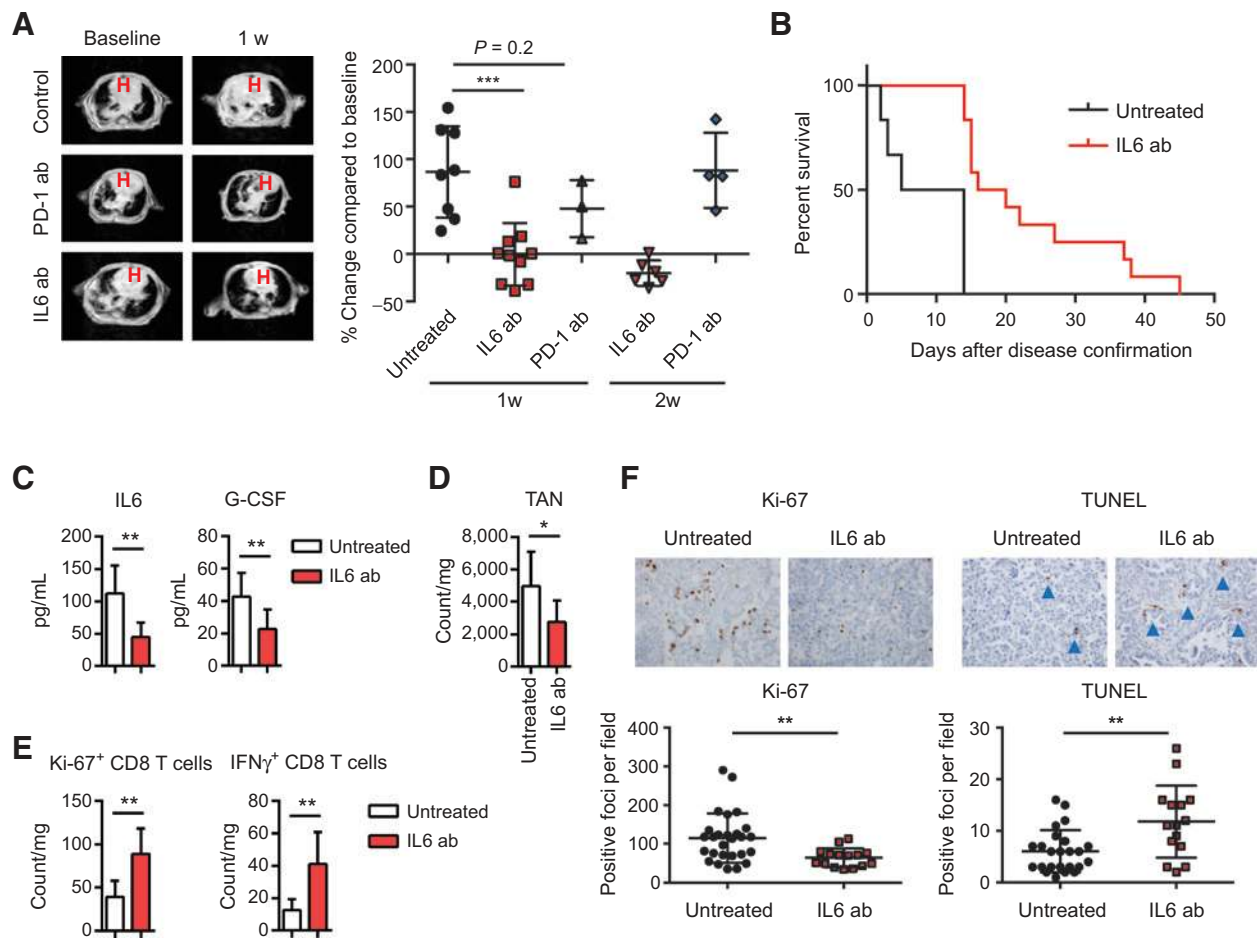 A
Baseline
1 w
Control
PD-1 ab
IL6 ab
H
H
H
H
H
H
% Change compared to baseline
200
150
100
50
0
–50
P = 0.2
***
Untreated
IL6 ab
PD-1 ab
IL6 ab
PD-1 ab
1w
2w
B
Percent survival
100
50
0
Untreated
IL6 ab
0
10
20
30
40
50
Days after disease confirmation
C
IL6
pg/mL
200
150
100
50
0
**
G-CSF
pg/mL
80
60
40
20
0
**
Untreated
IL6 ab
D
TAN
Count/mg
8,000
6,000
4,000
2,000
0
*
Untreated
IL6 ab
E
Ki-67+ CD8 T cells
Count/mg
150
100
50
0
**
IFNγ+ CD8 T cells
Count/mg
80
60
40
20
0
**
Untreated
IL6 ab
F
Ki-67
Untreated
IL6 ab
TUNEL
Untreated
IL6 ab
Ki-67
Positive foci per field
400
300
200
100
0
**
Untreated
IL6 ab
TUNEL
Positive foci per field
30
20
10
0
**
Untreated
IL6 ab